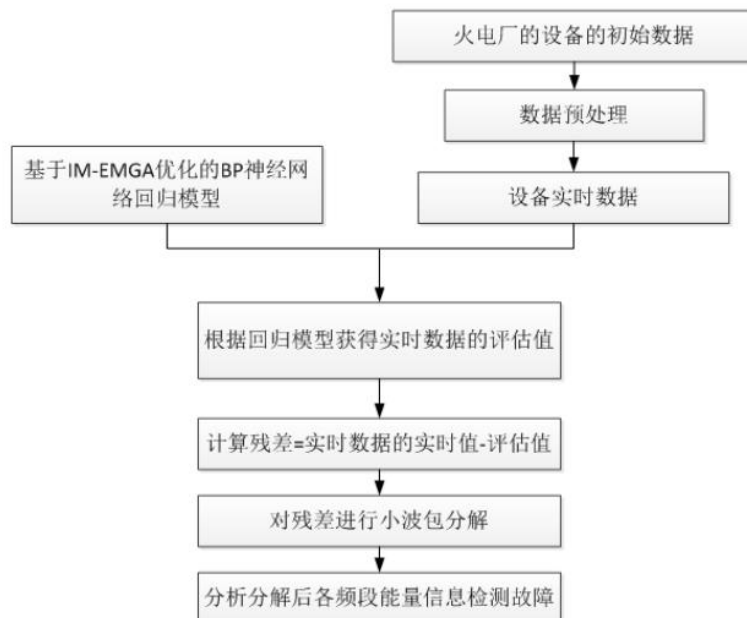 火电厂的设备的初始数据
数据预处理
基于IM-EMGA优化的BP神经网
络回归模型
设备实时数据
根据回归模型获得实时数据的评估值
计算残差=实时数据的实时值-评估值
对残差进行小波包分解
分析分解后各频段能量信息检测故障